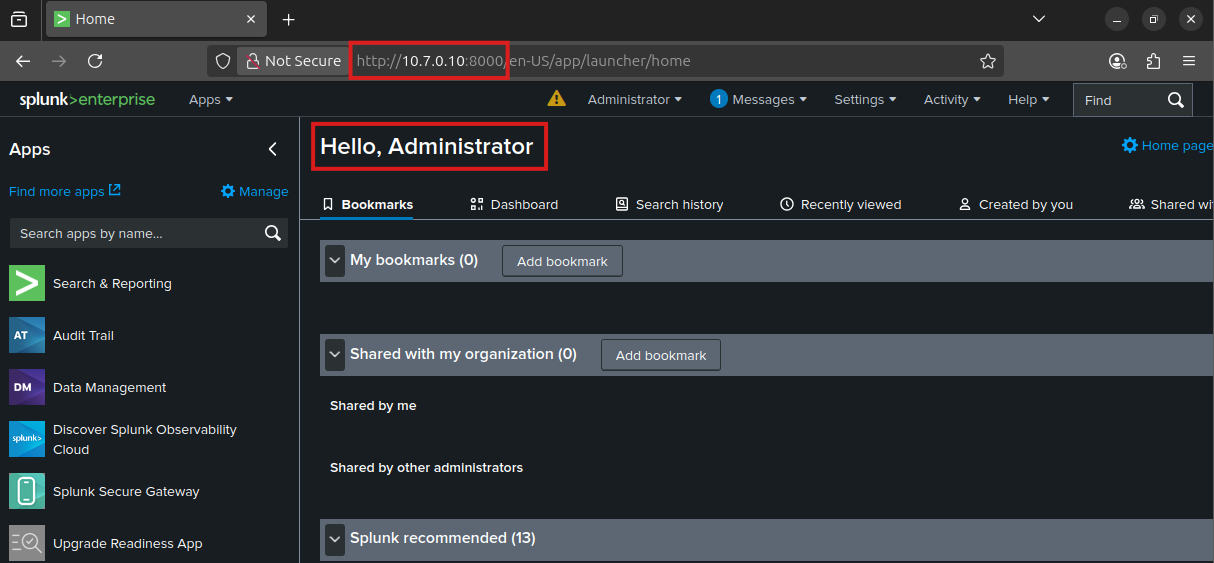 Home
Not Secure
http://10.7.0.10:8000/en-US/app/launcher/home
splunk>enterprise
Apps
Administrator
1
Messages
Settings
Activity
Help
Find
Apps
Find more apps
Manage
Search apps by name...
Search & Reporting
AT
Audit Trail
DM
Data Management
splunk>
Discover Splunk Observability
Cloud
Splunk Secure Gateway
Upgrade Readiness App
Hello, Administrator
Home page
Bookmarks
Dashboard
Search history
Recently viewed
Created by you
Shared wi
My bookmarks (0)
Add bookmark
Shared with my organization (0)
Add bookmark
Shared by me
Shared by other administrators
Splunk recommended (13)